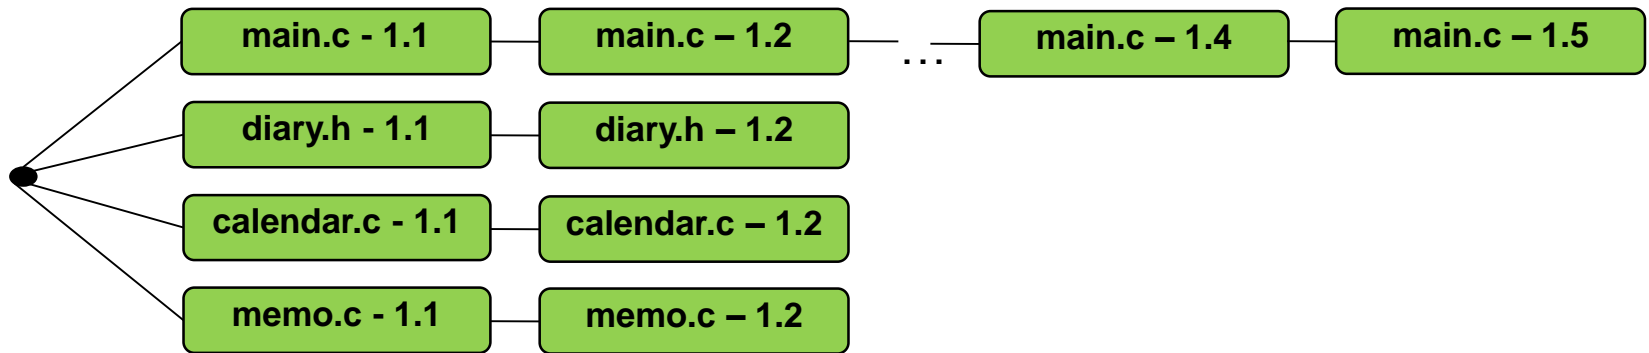 main.c - 1.1
main.c – 1.2
...
main.c – 1.4
main.c – 1.5
diary.h - 1.1
diary.h – 1.2
calendar.c - 1.1
calendar.c – 1.2
memo.c - 1.1
memo.c – 1.2